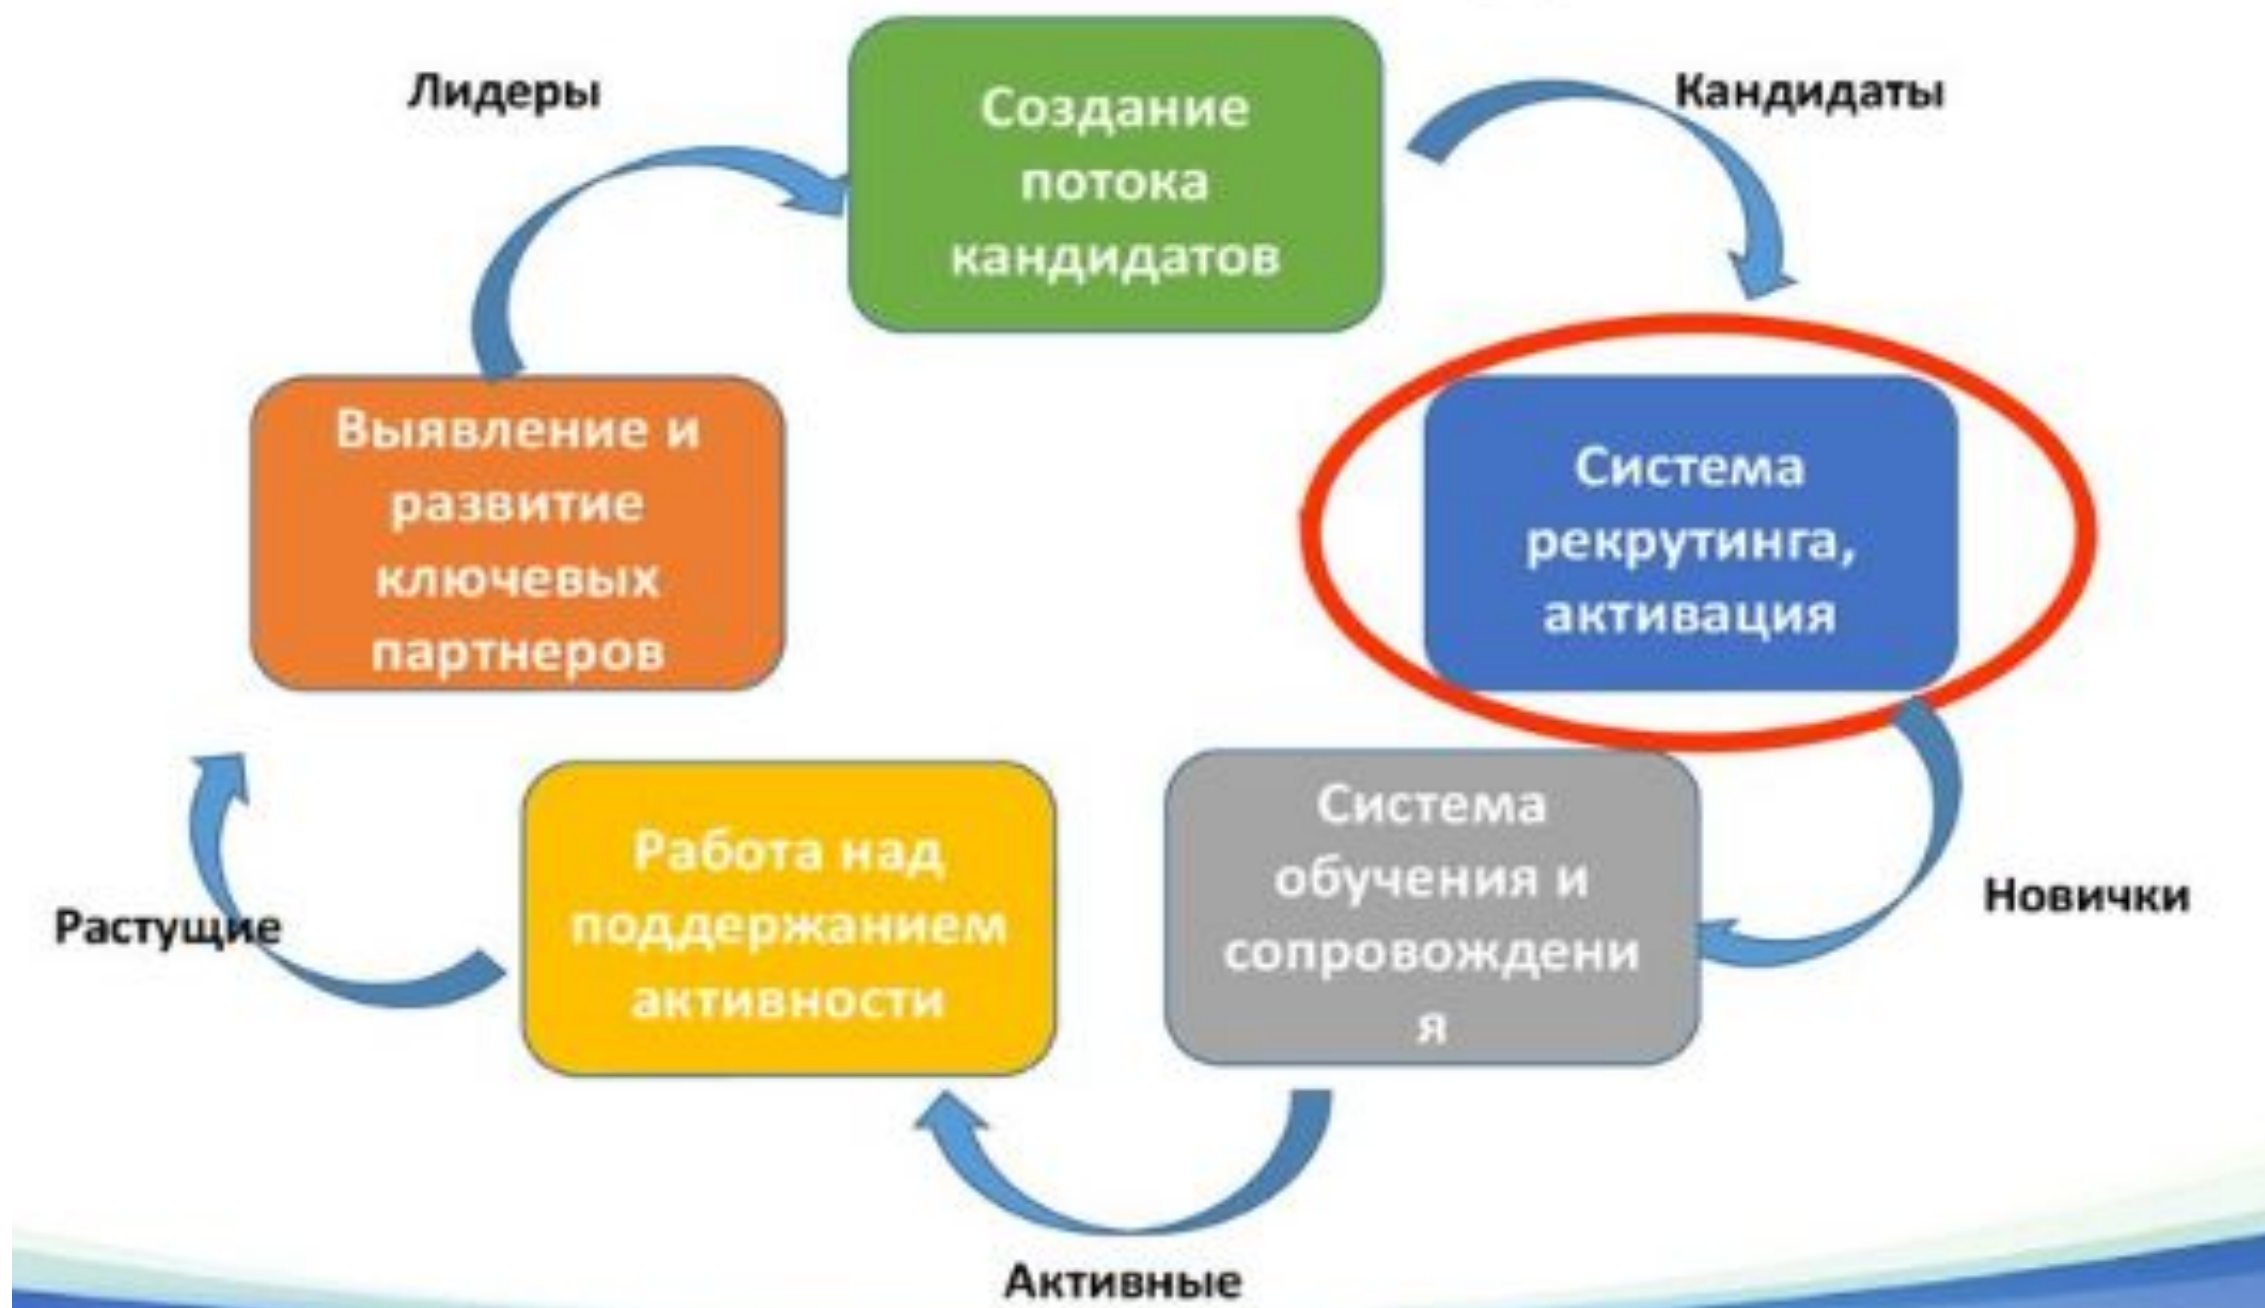 Лидеры
Создание
потока
кандидатов
Кандидаты
Система
рекрутинга,
активация
Новички
Система
обучения и
сопровождени
я
Активные
Работа над
поддержанием
активности
Растущие
Выявление и
развитие
ключевых
партнеров